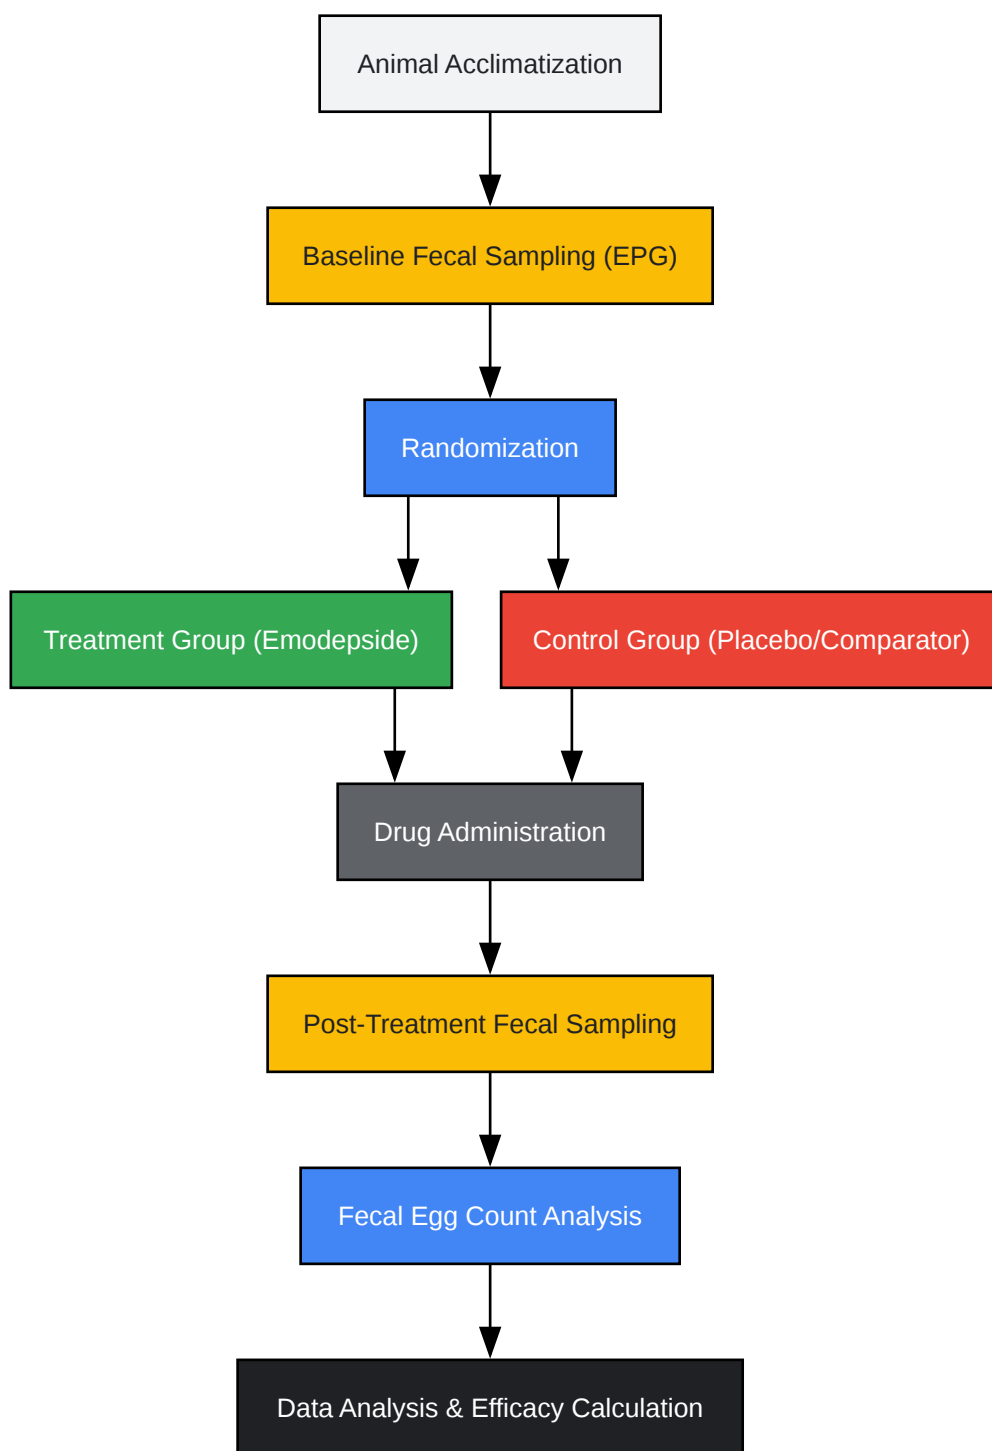 Animal Acclimatization
Baseline Fecal Sampling (EPG)
Randomization
Treatment Group (Emodepside)
Control Group (Placebo/Comparator)
Drug Administration
Post-Treatment Fecal Sampling
Fecal Egg Count Analysis
Data Analysis & Efficacy Calculation